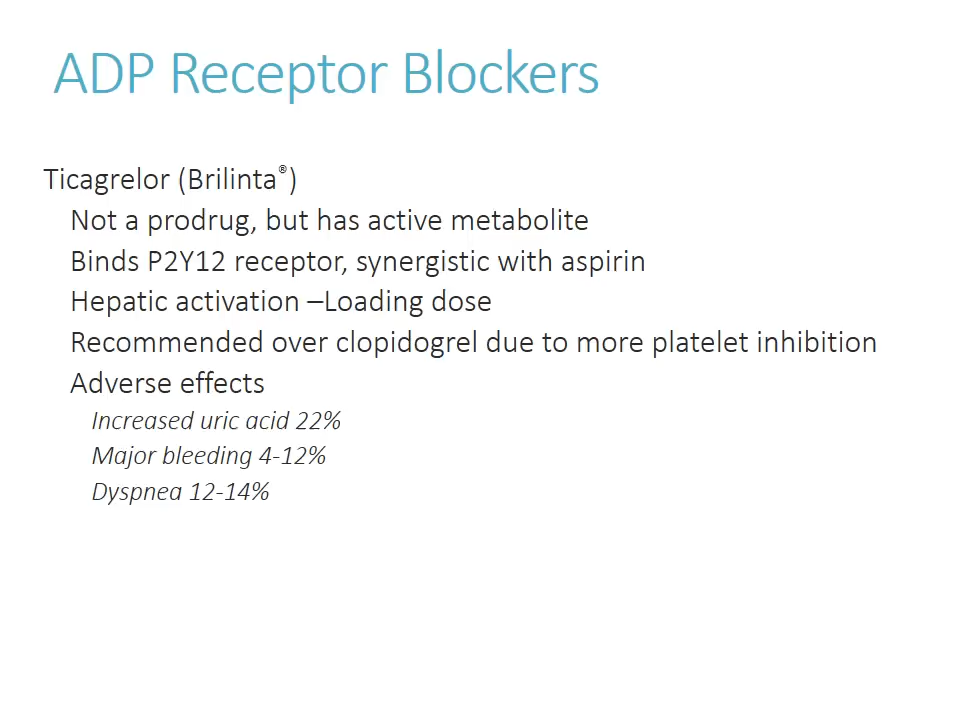 ADP Receptor Blockers
Ticagrelor (Brilinta®)
Not a prodrug, but has active metabolite
Binds P2Y12 receptor, synergistic with aspirin
Hepatic activation –Loading dose
Recommended over clopidogrel due to more platelet inhibition
Adverse effects
Increased uric acid 22%
Major bleeding 4-12%
Dyspnea 12-14%